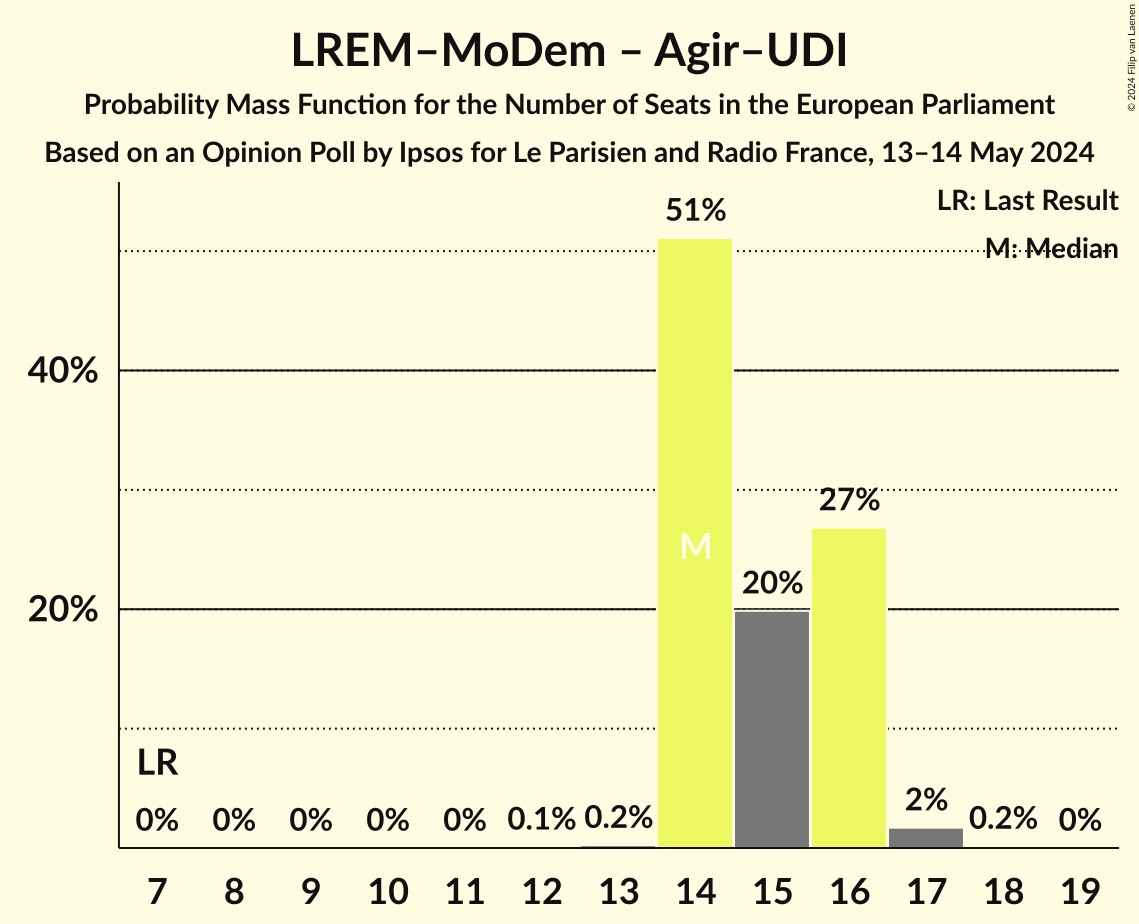 LREM–MoDem – Agir–UDI
Probability Mass Function for the Number of Seats in the European Parliament
Based on an Opinion Poll by Ipsos for Le Parisien and Radio France, 13–14 May 2024
© 2024 Filip van Laenen
LR: Last Result
M: Median
51%
40%
27%
M
20%
20%
LR
2%
0% 0% 0% 0% 0% 0.1% 0.2% 0.2% 0%
7 8 9 10 11 12 13 14 15 16 17 18 19